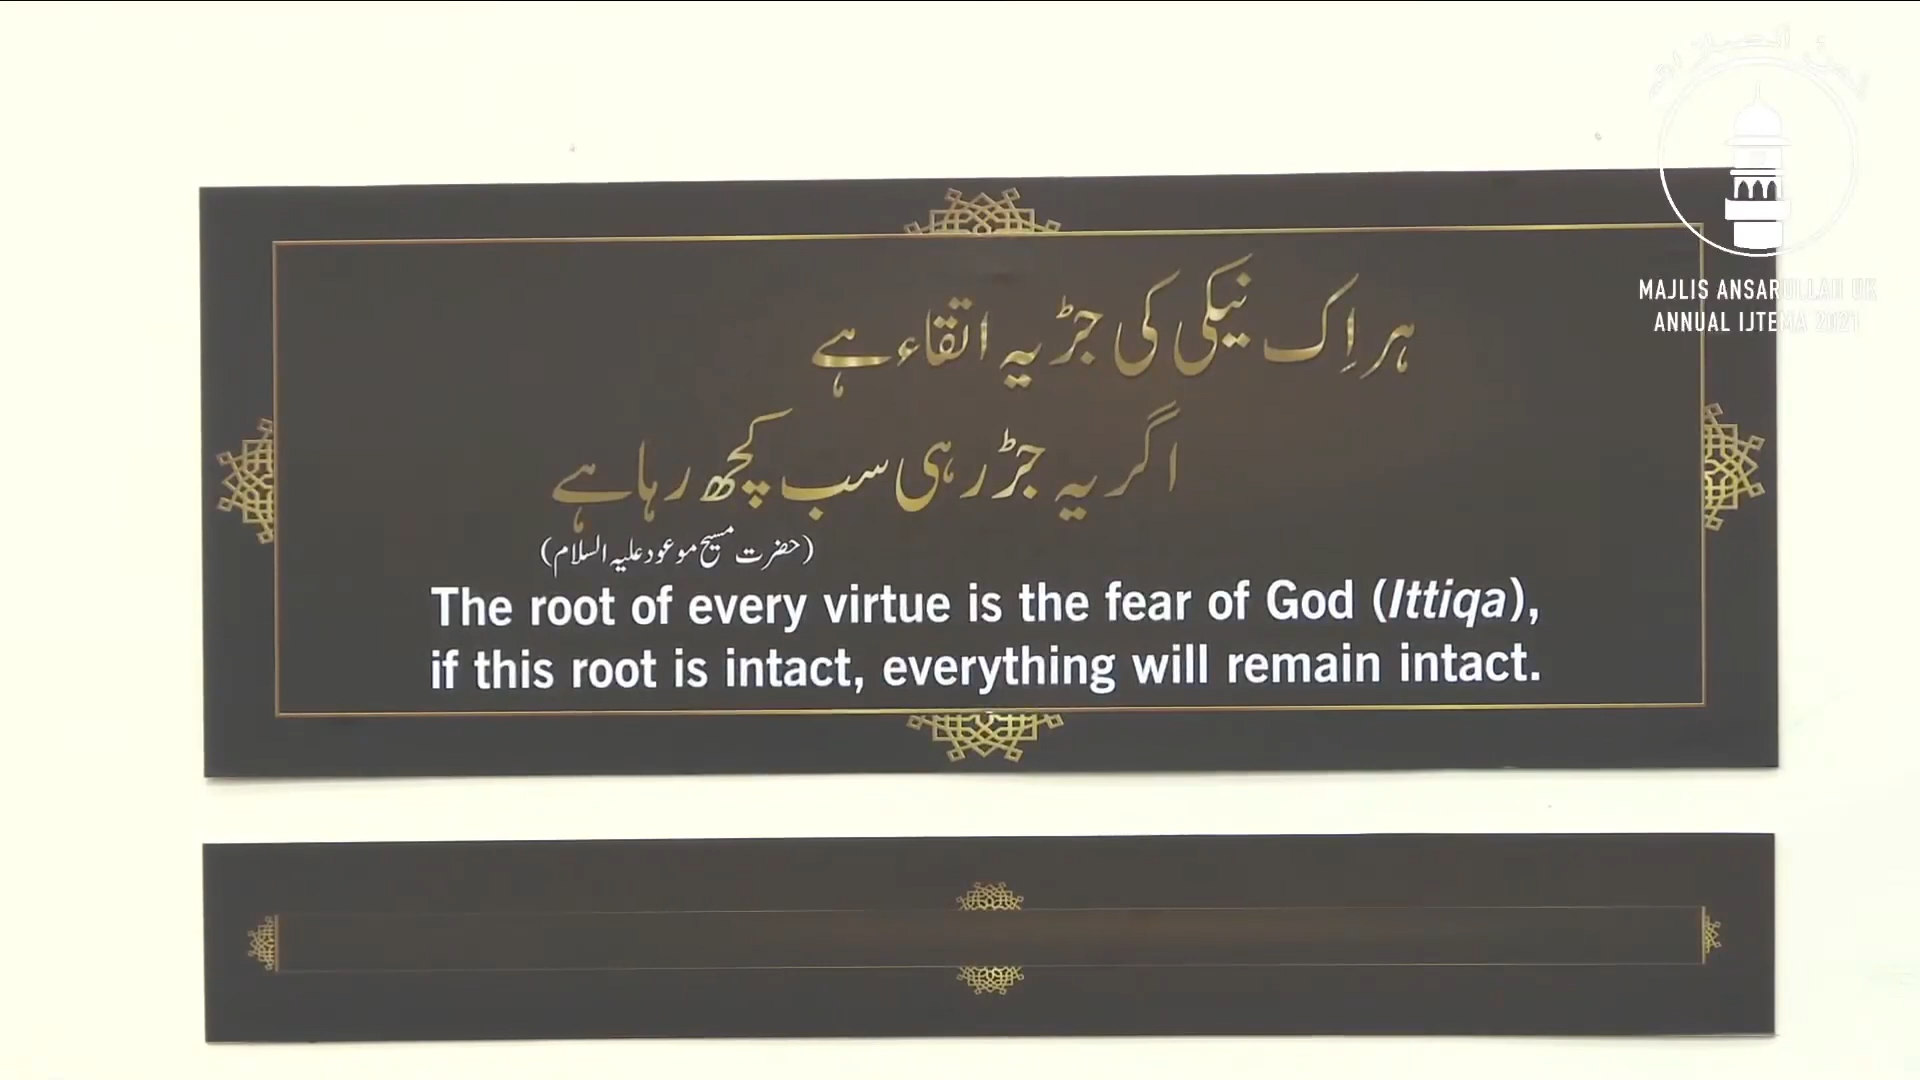 MAJLIS ANSARULLAH UK
ANNUAL IJTEMA 2021
ہر اِک نیکی کی جڑ یہ اتقاء ہے
اگر یہ جڑ رہی سب کچھ رہا ہے
(حضرت مسیح موعود علیہ السلام)
The root of every virtue is the fear of God (Ittiqa),
if this root is intact, everything will remain intact.